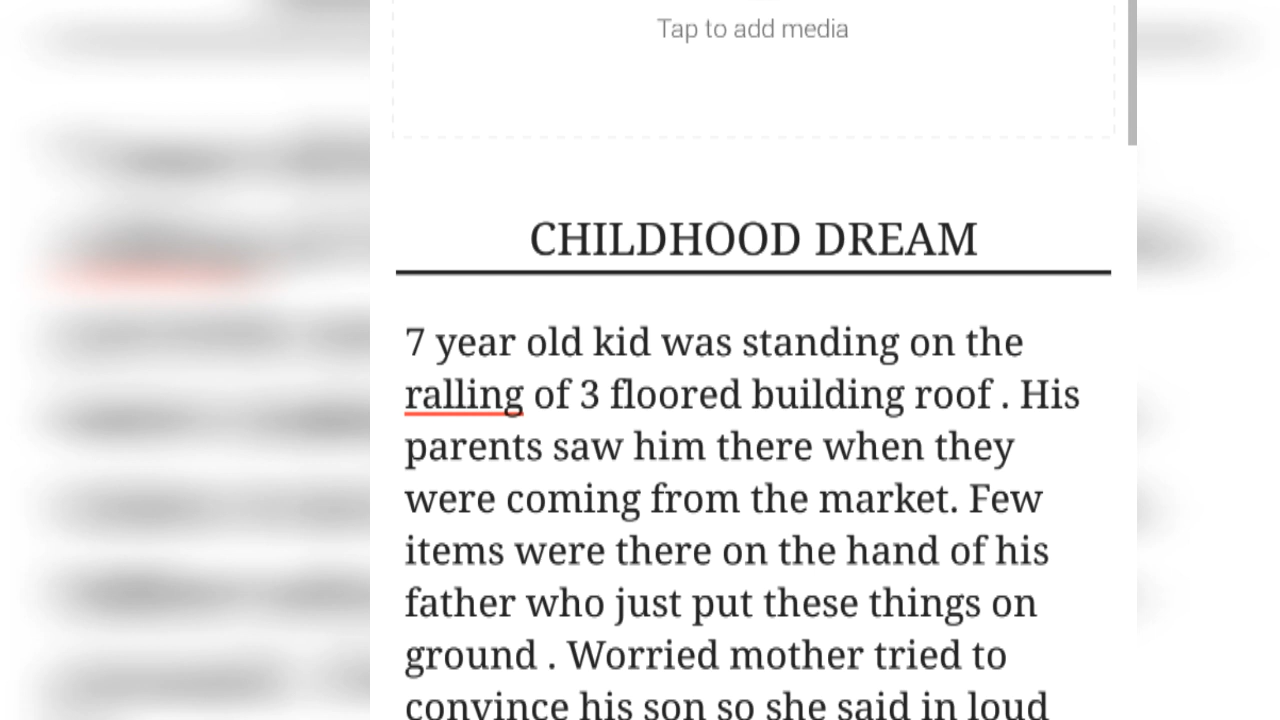 Tap to add media
CHILDHOOD DREAM
7 year old kid was standing on the
ralling of 3 floored building roof . His
parents saw him there when they
were coming from the market. Few
items were there on the hand of his
father who just put these things on
ground . Worried mother tried to
convince his son so she said in loud